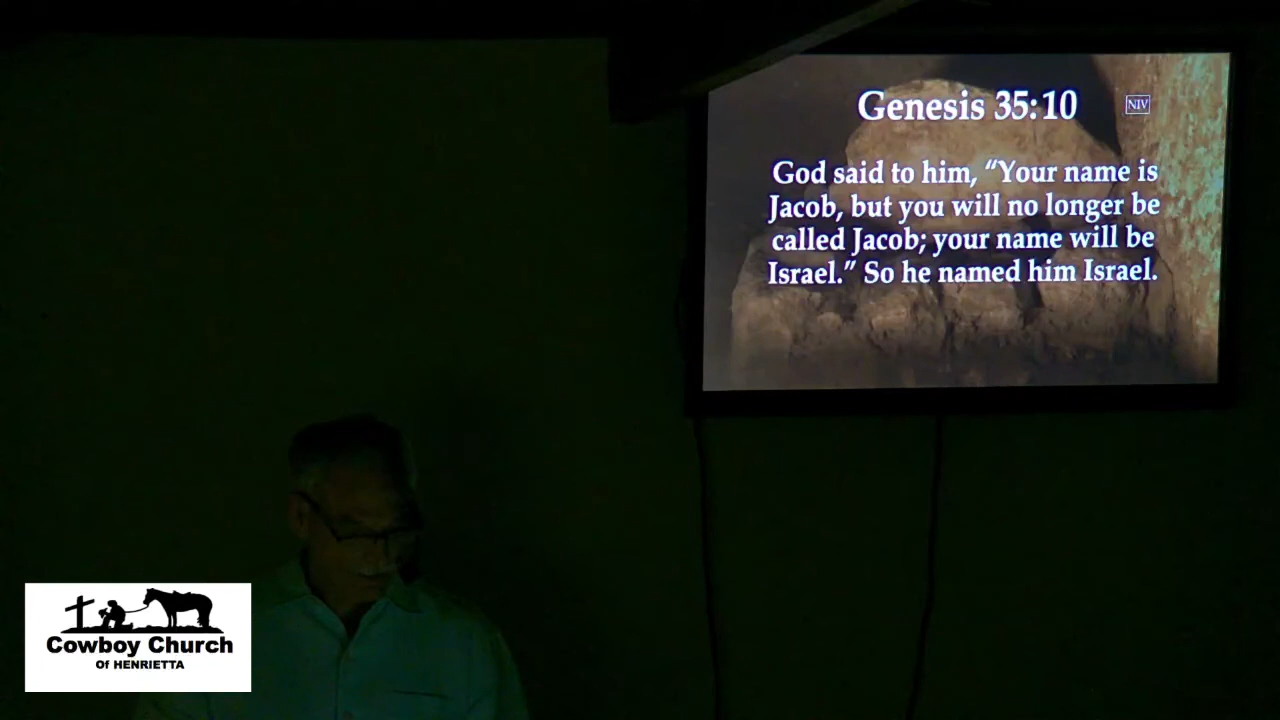 Genesis 35:10
NIV
God said to him, “Your name is
Jacob, but you will no longer be
called Jacob; your name will be
Israel.” So he named him Israel.
Cowboy Church
OF HENRIETTA